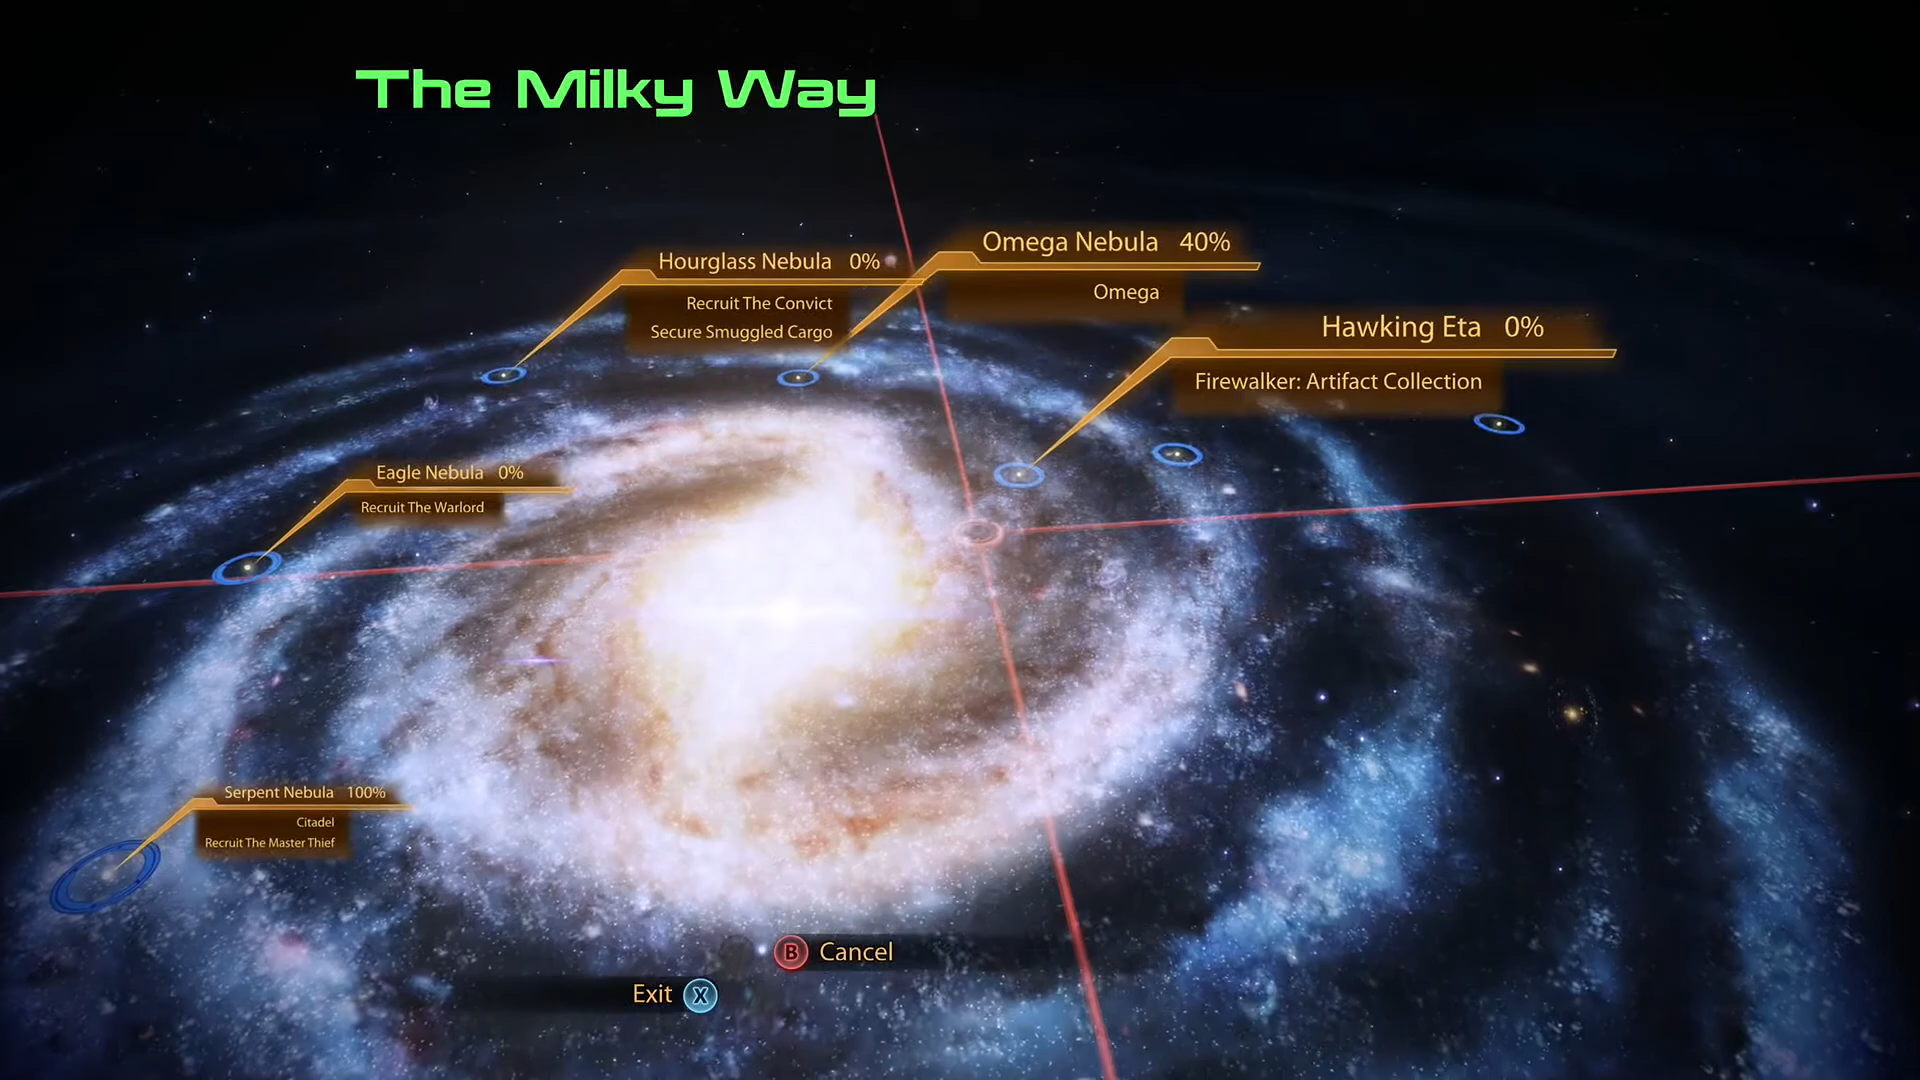 The Milky Way
Omega Nebula 40%
Omega
Hourglass Nebula 0%
Recruit The Convict
Secure Smuggled Cargo
Hawking Eta 0%
Firewalker: Artifact Collection
Eagle Nebula 0%
Recruit The Warlord
Serpent Nebula 100%
Citadel
Recruit The Master Thief
B Cancel
Exit X